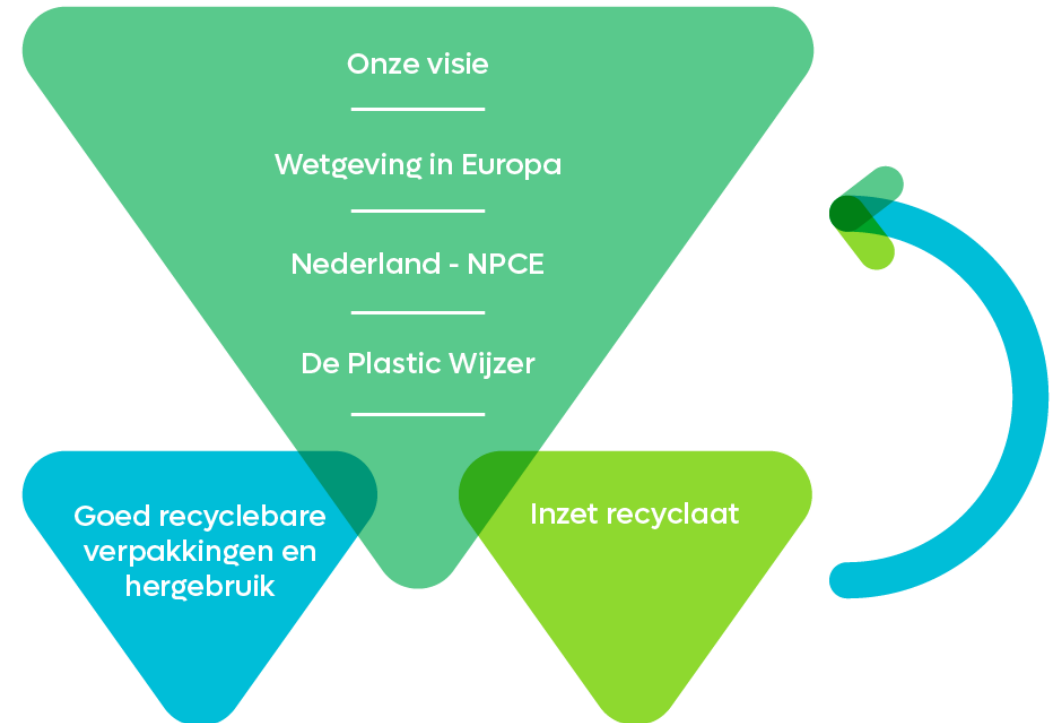 Onze visie
Wetgeving in Europa
Nederland - NPCE
De Plastic Wijzer
Goed recyclebare
verpakkingen en
hergebruik
Inzet recyclaat